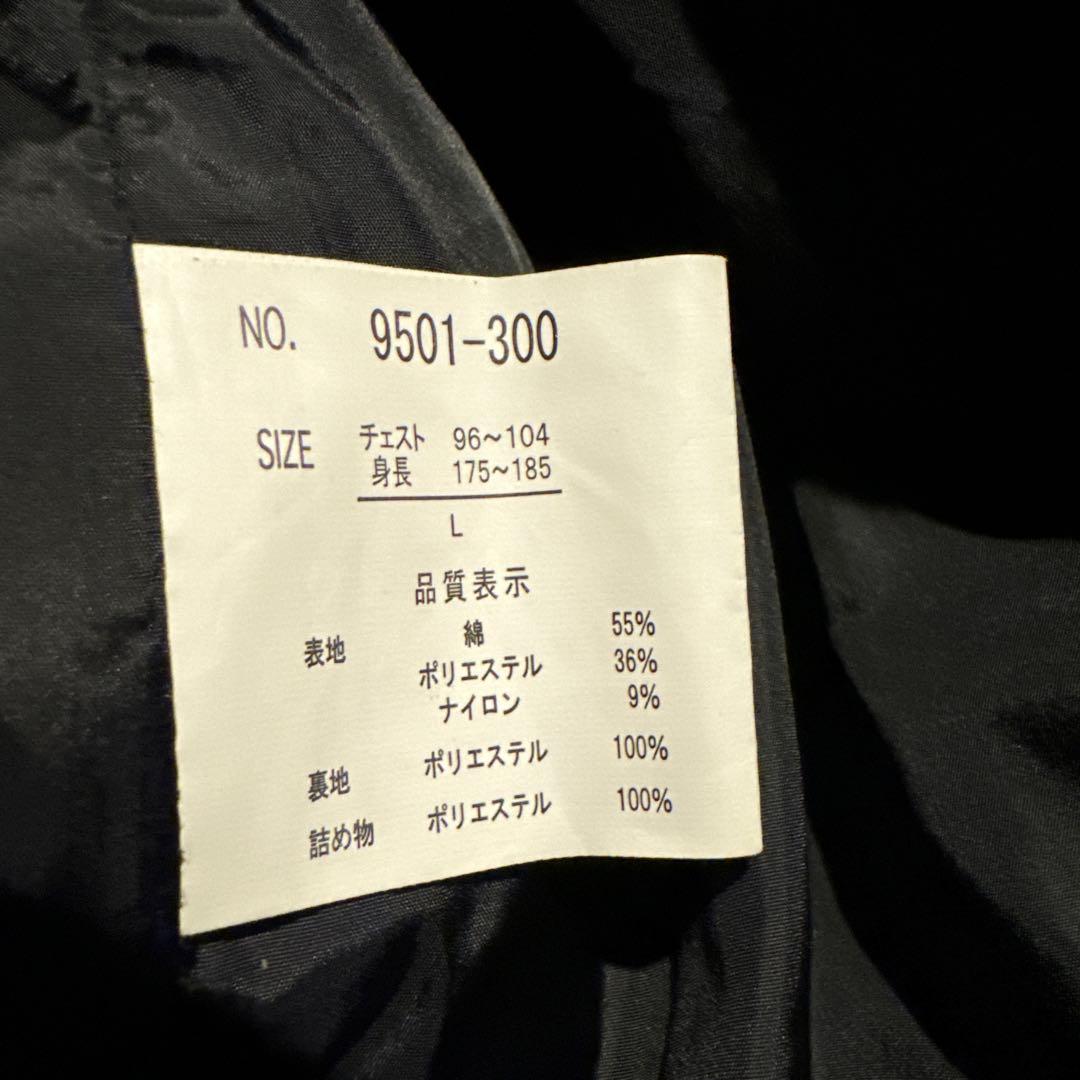 NO. 9501-300
SIZE チェスト 96~104
身長 175~185
L
品質表示
表地 綿 55%
ポリエステル 36%
ナイロン 9%
裏地 ポリエステル 100%
詰め物 ポリエステル 100%